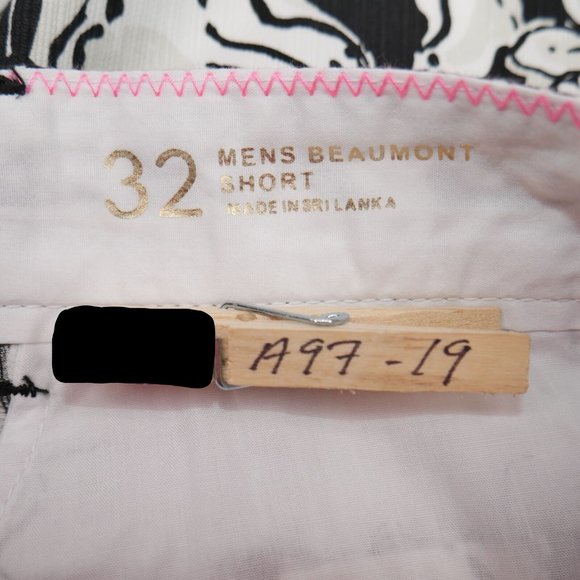 32
MENS BEAUMONT
SHORT
MADE IN SRI LANKA
A97-19